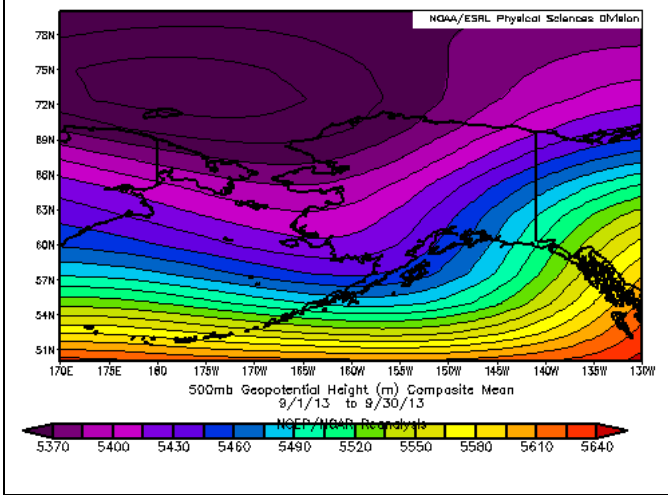 NOAA/ESRL Physical Sciences Division
78N
75N
72N
69N
66N
63N
60N
57N
54N
51N
170E 175E 180 175W 170W 165W 160W 155W 150W 145W 140W 135W 130W
500mb Geopotential Height (m) Composite Mean
9/1/13 to 9/30/13
NCEP/NCAR Reanalysis
5370 5400 5430 5460 5490 5520 5550 5580 5610 5640